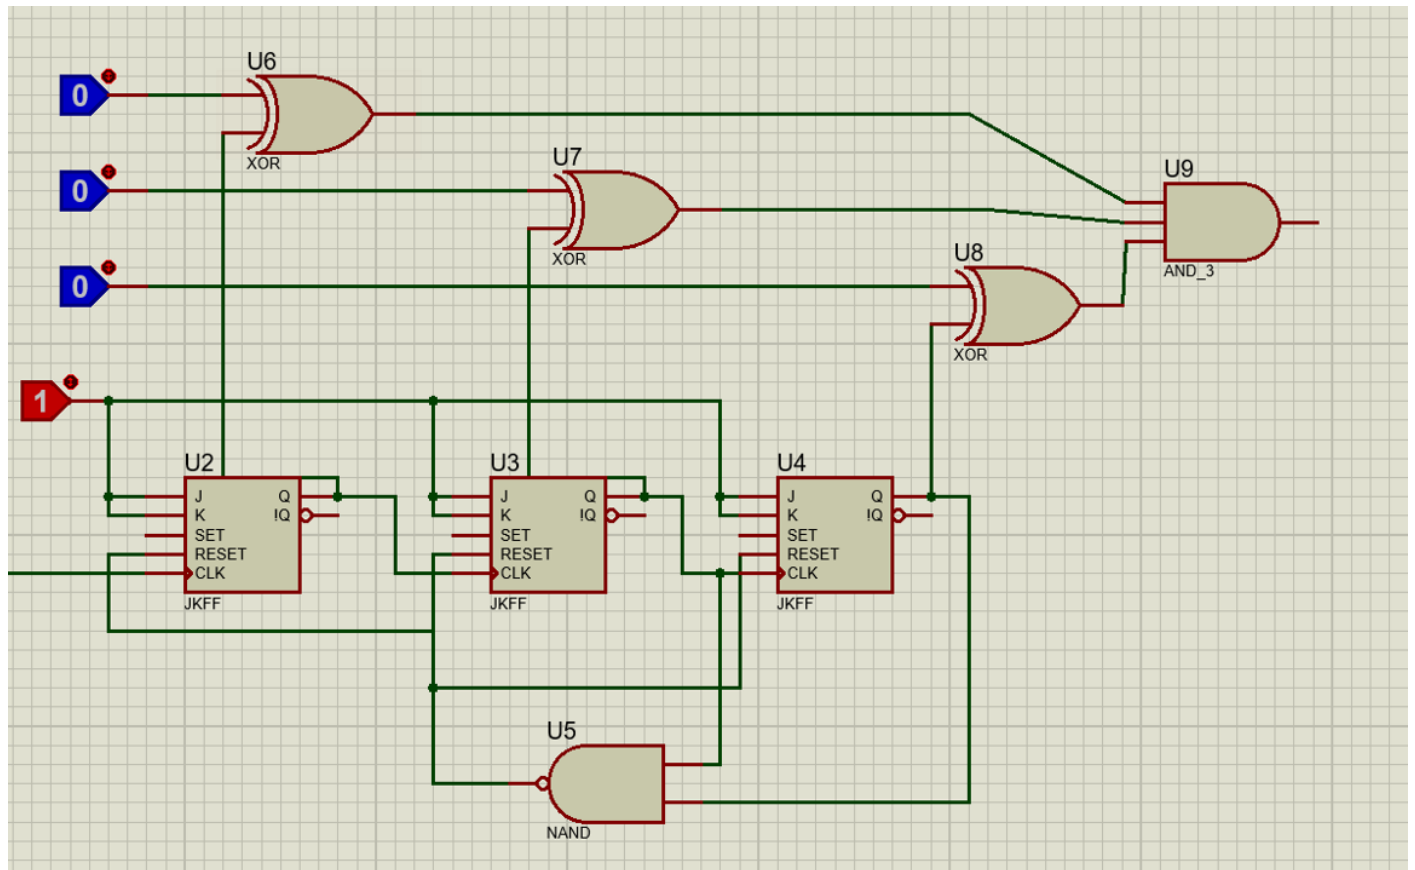 U6
0
XOR
U7
0
XOR
U9
AND_3
U8
0
XOR
1
U2
J
Q
K
!Q
SET
RESET
CLK
JKFF
U3
J
Q
K
!Q
SET
RESET
CLK
JKFF
U4
J
Q
K
!Q
SET
RESET
CLK
JKFF
U5
NAND